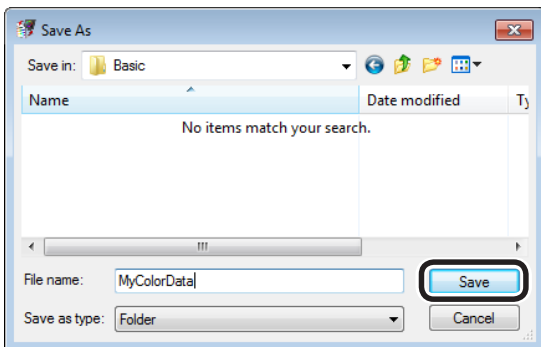 Save As
Save in: Basic
Name Date modified Ty
No items match your search.
File name: MyColorData Save
Save as type: Folder Cancel